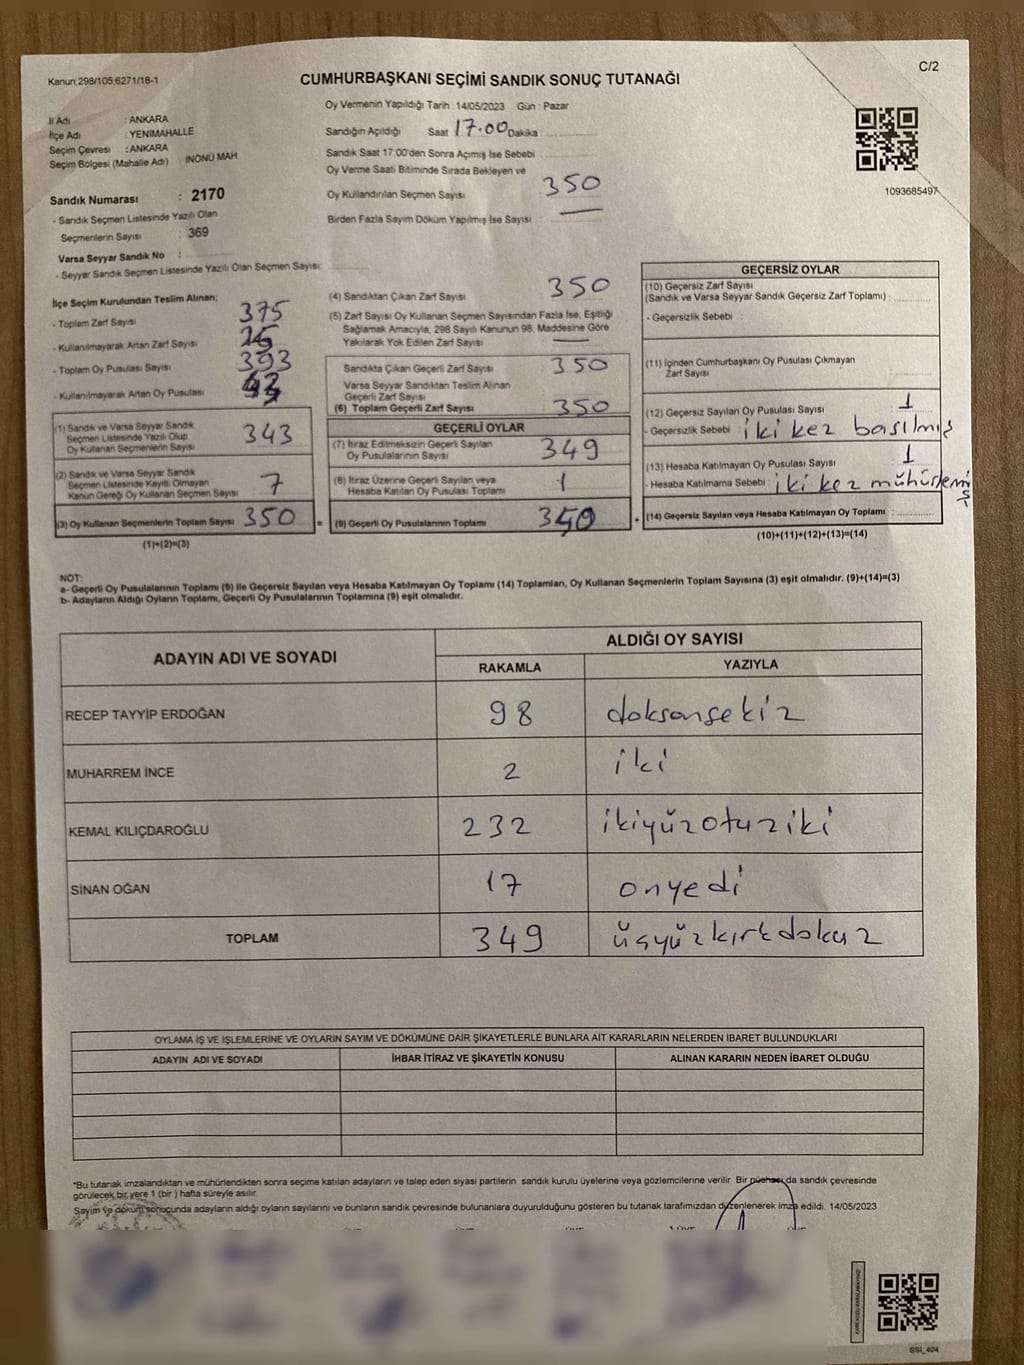 Kanun;298/105;6271/18-1
C/2
CUMHURBAŞKANI SEÇİMİ SANDIK SONUÇ TUTANAĞI
İl Adı : ANKARA
İlçe Adı : YENİMAHALLE
Seçim Çevresi : ANKARA
Seçim Bölgesi (Mahalle Adı) İNÖNÜ MAH.
Sandık Numarası : 2170
- Sandık Seçmen Listesinde Yazılı Olan
Seçmenlerin Sayısı : 369
Varsa Seyyar Sandık No :
- Seyyar Sandık Seçmen Listesinde Yazılı Olan Seçmen Sayısı:
Oy Vermenin Yapıldığı Tarih :14/05/2023 Gün : Pazar
Sandığın Açıldığı Saat 17.00 Dakika :
Sandık Saat 17:00'den Sonra Açımış İse Sebebi :
Oy Verme Saati Bitiminde Sırada Bekleyen ve
Oy Kullandırılan Seçmen Sayısı 350
Birden Fazla Sayım Döküm Yapılmış İse Sayısı : —
1093685497
İlçe Seçim Kurulundan Teslim Alınan;
- Toplam Zarf Sayısı 375
- Kullanılmayarak Artan Zarf Sayısı
- Toplam Oy Pusulası Sayısı 393
- Kullanılmayarak Artan Oy Pusulası 43
(1) Sandık ve Varsa Seyyar Sandık
Seçmen Listesinde Yazılı Olup
Oy Kullanan Seçmenlerin Sayısı 343
(2) Sandık ve Varsa Seyyar Sandık
Seçmen Listesinde Kayıtlı Olmayan
Kanun Gereği Oy Kullanan Seçmen Sayısı 7
(3) Oy Kullanan Seçmenlerin Toplam Sayısı 350 =
(1)+(2)=(3)
(4) Sandıktan Çıkan Zarf Sayısı 350
(5) Zarf Sayısı Oy Kullanan Seçmen Sayısından Fazla İse, Eşitliği
Sağlamak Amacıyla, 298 Sayılı Kanunun 98. Maddesine Göre
Yakılarak Yok Edilen Zarf Sayısı —
Sandıkta Çıkan Geçerli Zarf Sayısı 350
Varsa Seyyar Sandıktan Teslim Alınan
Geçerli Zarf Sayısı
(6) Toplam Geçerli Zarf Sayısı 350
GEÇERLİ OYLAR
(7) İtiraz Edilmeksizin Geçerli Sayılan
Oy Pusulalarının Sayısı 349
(8) İtiraz Üzerine Geçerli Sayılan veya
Hesaba Katılan Oy Pusulası Toplamı 1
(9) Geçerli Oy Pusulalarının Toplamı +
GEÇERSİZ OYLAR
(10) Geçersiz Zarf Sayısı
(Sandık ve Varsa Seyyar Sandık Geçersiz Zarf Toplamı) :
- Geçersizlik Sebebi :
(11) İçinden Cumhurbaşkanı Oy Pusulası Çıkmayan
Zarf Sayısı
(12) Geçersiz Sayılan Oy Pusulası Sayısı 1
- Geçersizlik Sebebi : iki kez basılmış
(13) Hesaba Katılmayan Oy Pusulası Sayısı 1
- Hesaba Katılmama Sebebi : iki kez mühürlemiş
(14) Geçersiz Sayılan veya Hesaba Katılmayan Oy Toplamı :
(10)+(11)+(12)+(13)=(14)
NOT:
a- Geçerli Oy Pusulalarının Toplamı (9) ile Geçersiz Sayılan veya Hesaba Katılmayan Oy Toplamı (14) Toplamları, Oy Kullanan Seçmenlerin Toplam Sayısına (3) eşit olmalıdır. (9)+(14)=(3)
b- Adayların Aldığı Oyların Toplamı, Geçerli Oy Pusulalarının Toplamına (9) eşit olmalıdır.
ADAYIN ADI VE SOYADI
ALDIĞI OY SAYISI
RAKAMLA YAZIYLA
RECEP TAYYİP ERDOĞAN 98 doksansekiz
MUHARREM İNCE 2 iki
KEMAL KILIÇDAROĞLU 232 ikiyüzotuziki
SİNAN OĞAN 17 onyedi
TOPLAM 349 üçyüzkırkdokuz
OYLAMA İŞ VE İŞLEMLERİNE VE OYLARIN SAYIM VE DÖKÜMÜNE DAİR ŞİKAYETLERLE BUNLARA AİT KARARLARIN NELERDEN İBARET BULUNDUKLARI
ADAYIN ADI VE SOYADI İHBAR İTİRAZ VE ŞİKAYETİN KONUSU ALINAN KARARIN NEDEN İBARET OLDUĞU
*Bu tutanak imzalandıktan ve mühürlendikten sonra seçime katılan adayların ve talep eden siyasi partilerin sandık kurulu üyelerine veya gözlemcilerine verilir Bir püshası da sandık çevresinde
görülecek bir yere 1 (bir ) hafta süreyle asılır.
Sayım ve döküm sonucunda adayların aldığı oyların sayılarını ve bunların sandık çevresinde bulunanlara duyurulduğunu gösteren bu tutanak tarafımızdan düzenlenerek imza edildi. 14/05/2023
SSI_404